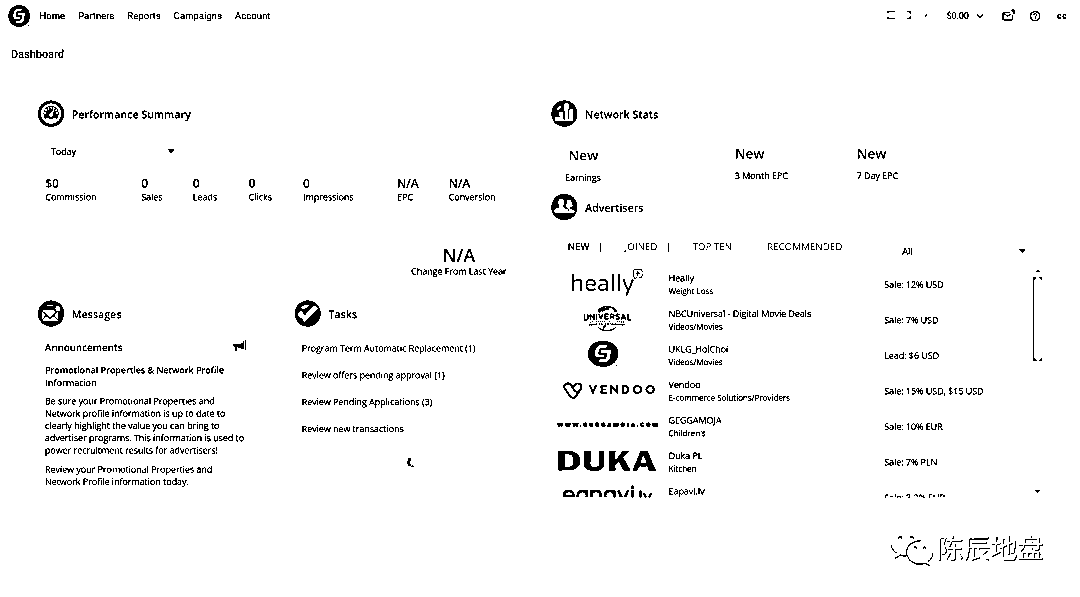 Home Partners Reports Campaigns Account
$0.00
Dashboard
Performance Summary
Today
$0 0 0 0 0 N/A N/A
Commission Sales Leads Clicks Impressions EPC Conversion
N/A
Change From Last Year
Messages
Announcements
Promotional Properties & Network Profile
Information
Be sure your Promotional Properties and
Network profile information is up to date to
clearly highlight the value you can bring to
advertiser programs. This information is used to
power recruitment results for advertisers!
Review your Promotional Properties and
Network Profile information today.
Tasks
Program Term Automatic Replacement (1)
Review offers pending approval (1)
Review Pending Applications (3)
Review new transactions
Network Stats
New New New
Earnings 3 Month EPC 7 Day EPC
Advertisers
NEW | JOINED | TOP TEN RECOMMENDED All
heally
Heally
Weight Loss
Sale: 12% USD
UNIVERSAL
NBCUniversal - Digital Movie Deals
Videos/Movies
Sale: 7% USD
UKLG_HolChoi
Videos/Movies
Lead: $6 USD
VENDOO
Vendoo
E-commerce Solutions/Providers
Sale: 15% USD, $15 USD
www.geggamoja.com
GEGGAMOJA
Children's
Sale: 10% EUR
DUKA
Duka PL
Kitchen
Sale: 7% PLN
eapavi.lv
Eapavi.lv
陈辰地盘